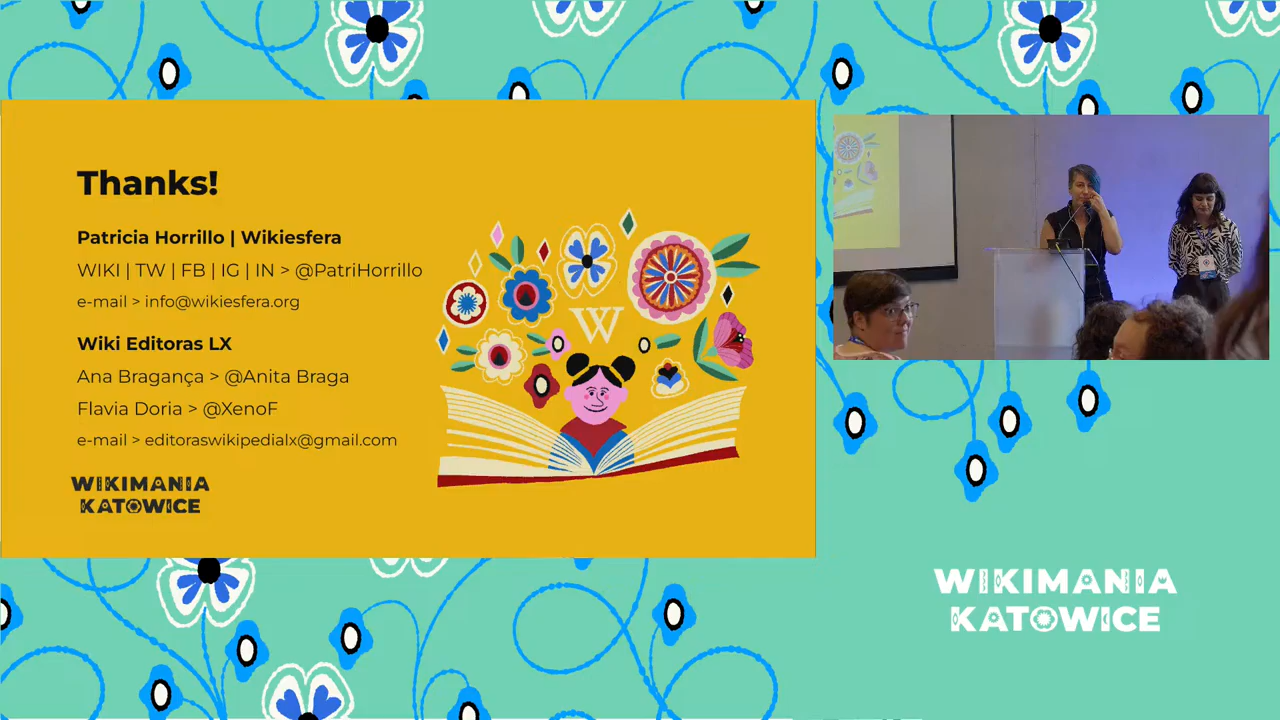 Thanks!
Patricia Horrillo | Wikiesfera
WIKI | TW | FB | IG | IN > @PatriHorrillo
e-mail > info@wikiesfera.org
Wiki Editoras LX
Ana Bragança > @Anita Braga
Flavia Doria > @XenoF
e-mail > editoraswikipedialx@gmail.com
WIKIMANIA
KATOWICE
W
WIKIMANIA
KATOWICE